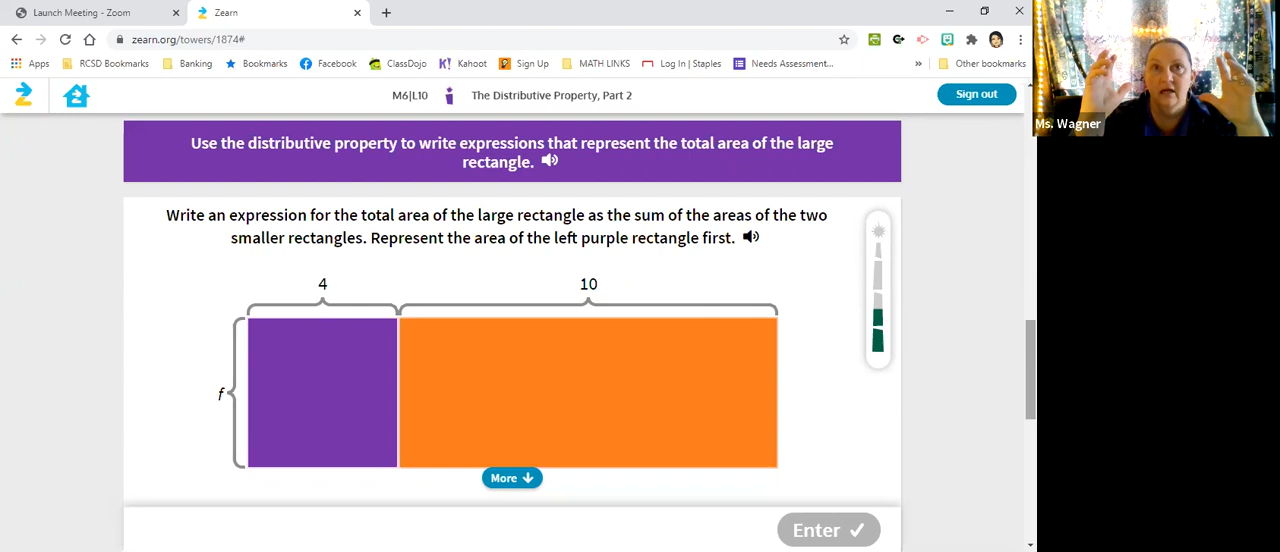 Launch Meeting - Zoom
Zearn
zearn.org/towers/1874#
Apps RCSD Bookmarks Banking Bookmarks Facebook ClassDojo Kahoot Sign Up MATH LINKS Log In | Staples Needs Assessment... » Other bookmarks
M6|L10 The Distributive Property, Part 2 Sign out
Ms. Wagner
Use the distributive property to write expressions that represent the total area of the large
rectangle.
Write an expression for the total area of the large rectangle as the sum of the areas of the two
smaller rectangles. Represent the area of the left purple rectangle first.
4 10
f
More
Enter